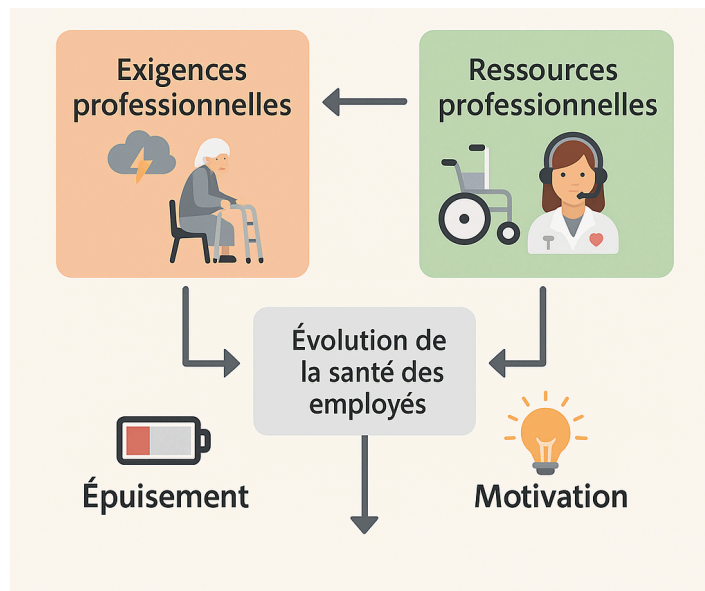 Exigences
professionnelles
Ressources
professionnelles
Évolution de
la santé des
employés
Épuisement
Motivation